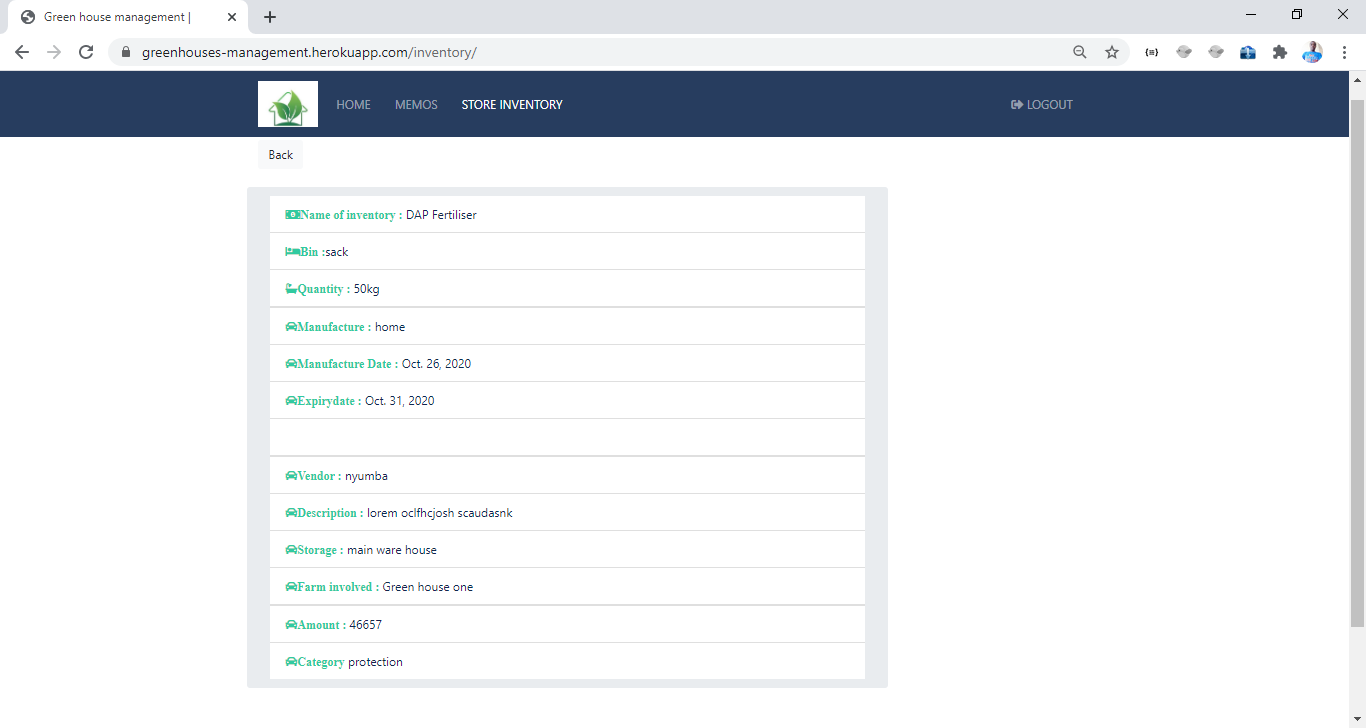 Green house management |
greenhouses-management.herokuapp.com/inventory/
HOME MEMOS STORE INVENTORY LOGOUT
Back
Name of inventory : DAP Fertiliser
Bin :sack
Quantity : 50kg
Manufacture : home
Manufacture Date : Oct. 26, 2020
Expirydate : Oct. 31, 2020
Vendor : nyumba
Description : lorem oclfhcjosh scaudasnk
Storage : main ware house
Farm involved : Green house one
Amount : 46657
Category protection